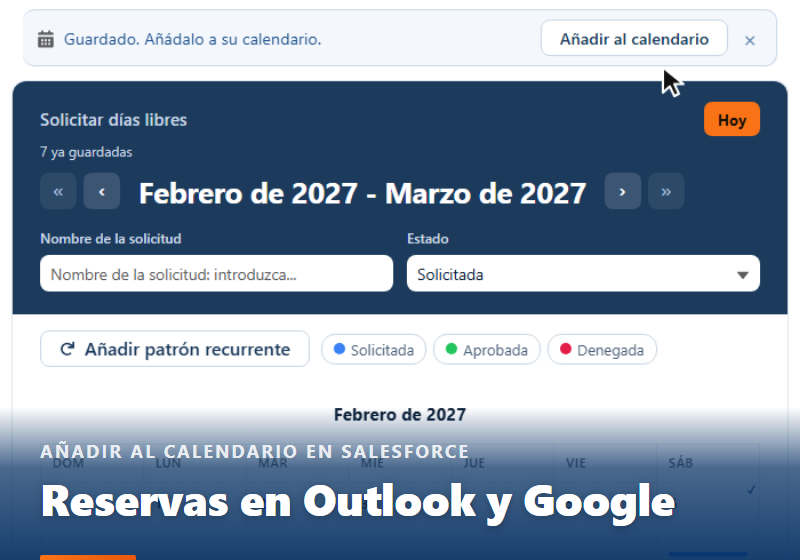 Guardado. Añádalo a su calendario.
Añadir al calendario
×
Solicitar días libres
Hoy
7 ya guardadas
« ‹ Febrero de 2027 - Marzo de 2027 › »
Nombre de la solicitud
Estado
Nombre de la solicitud: introduzca...
Solicitada
Añadir patrón recurrente
Solicitada
Aprobada
Denegada
Febrero de 2027
AÑADIR AL CALENDARIO EN SALESFORCE
DOM LUN MAR MIÉ JUE VIE SÁB
Reservas en Outlook y Google